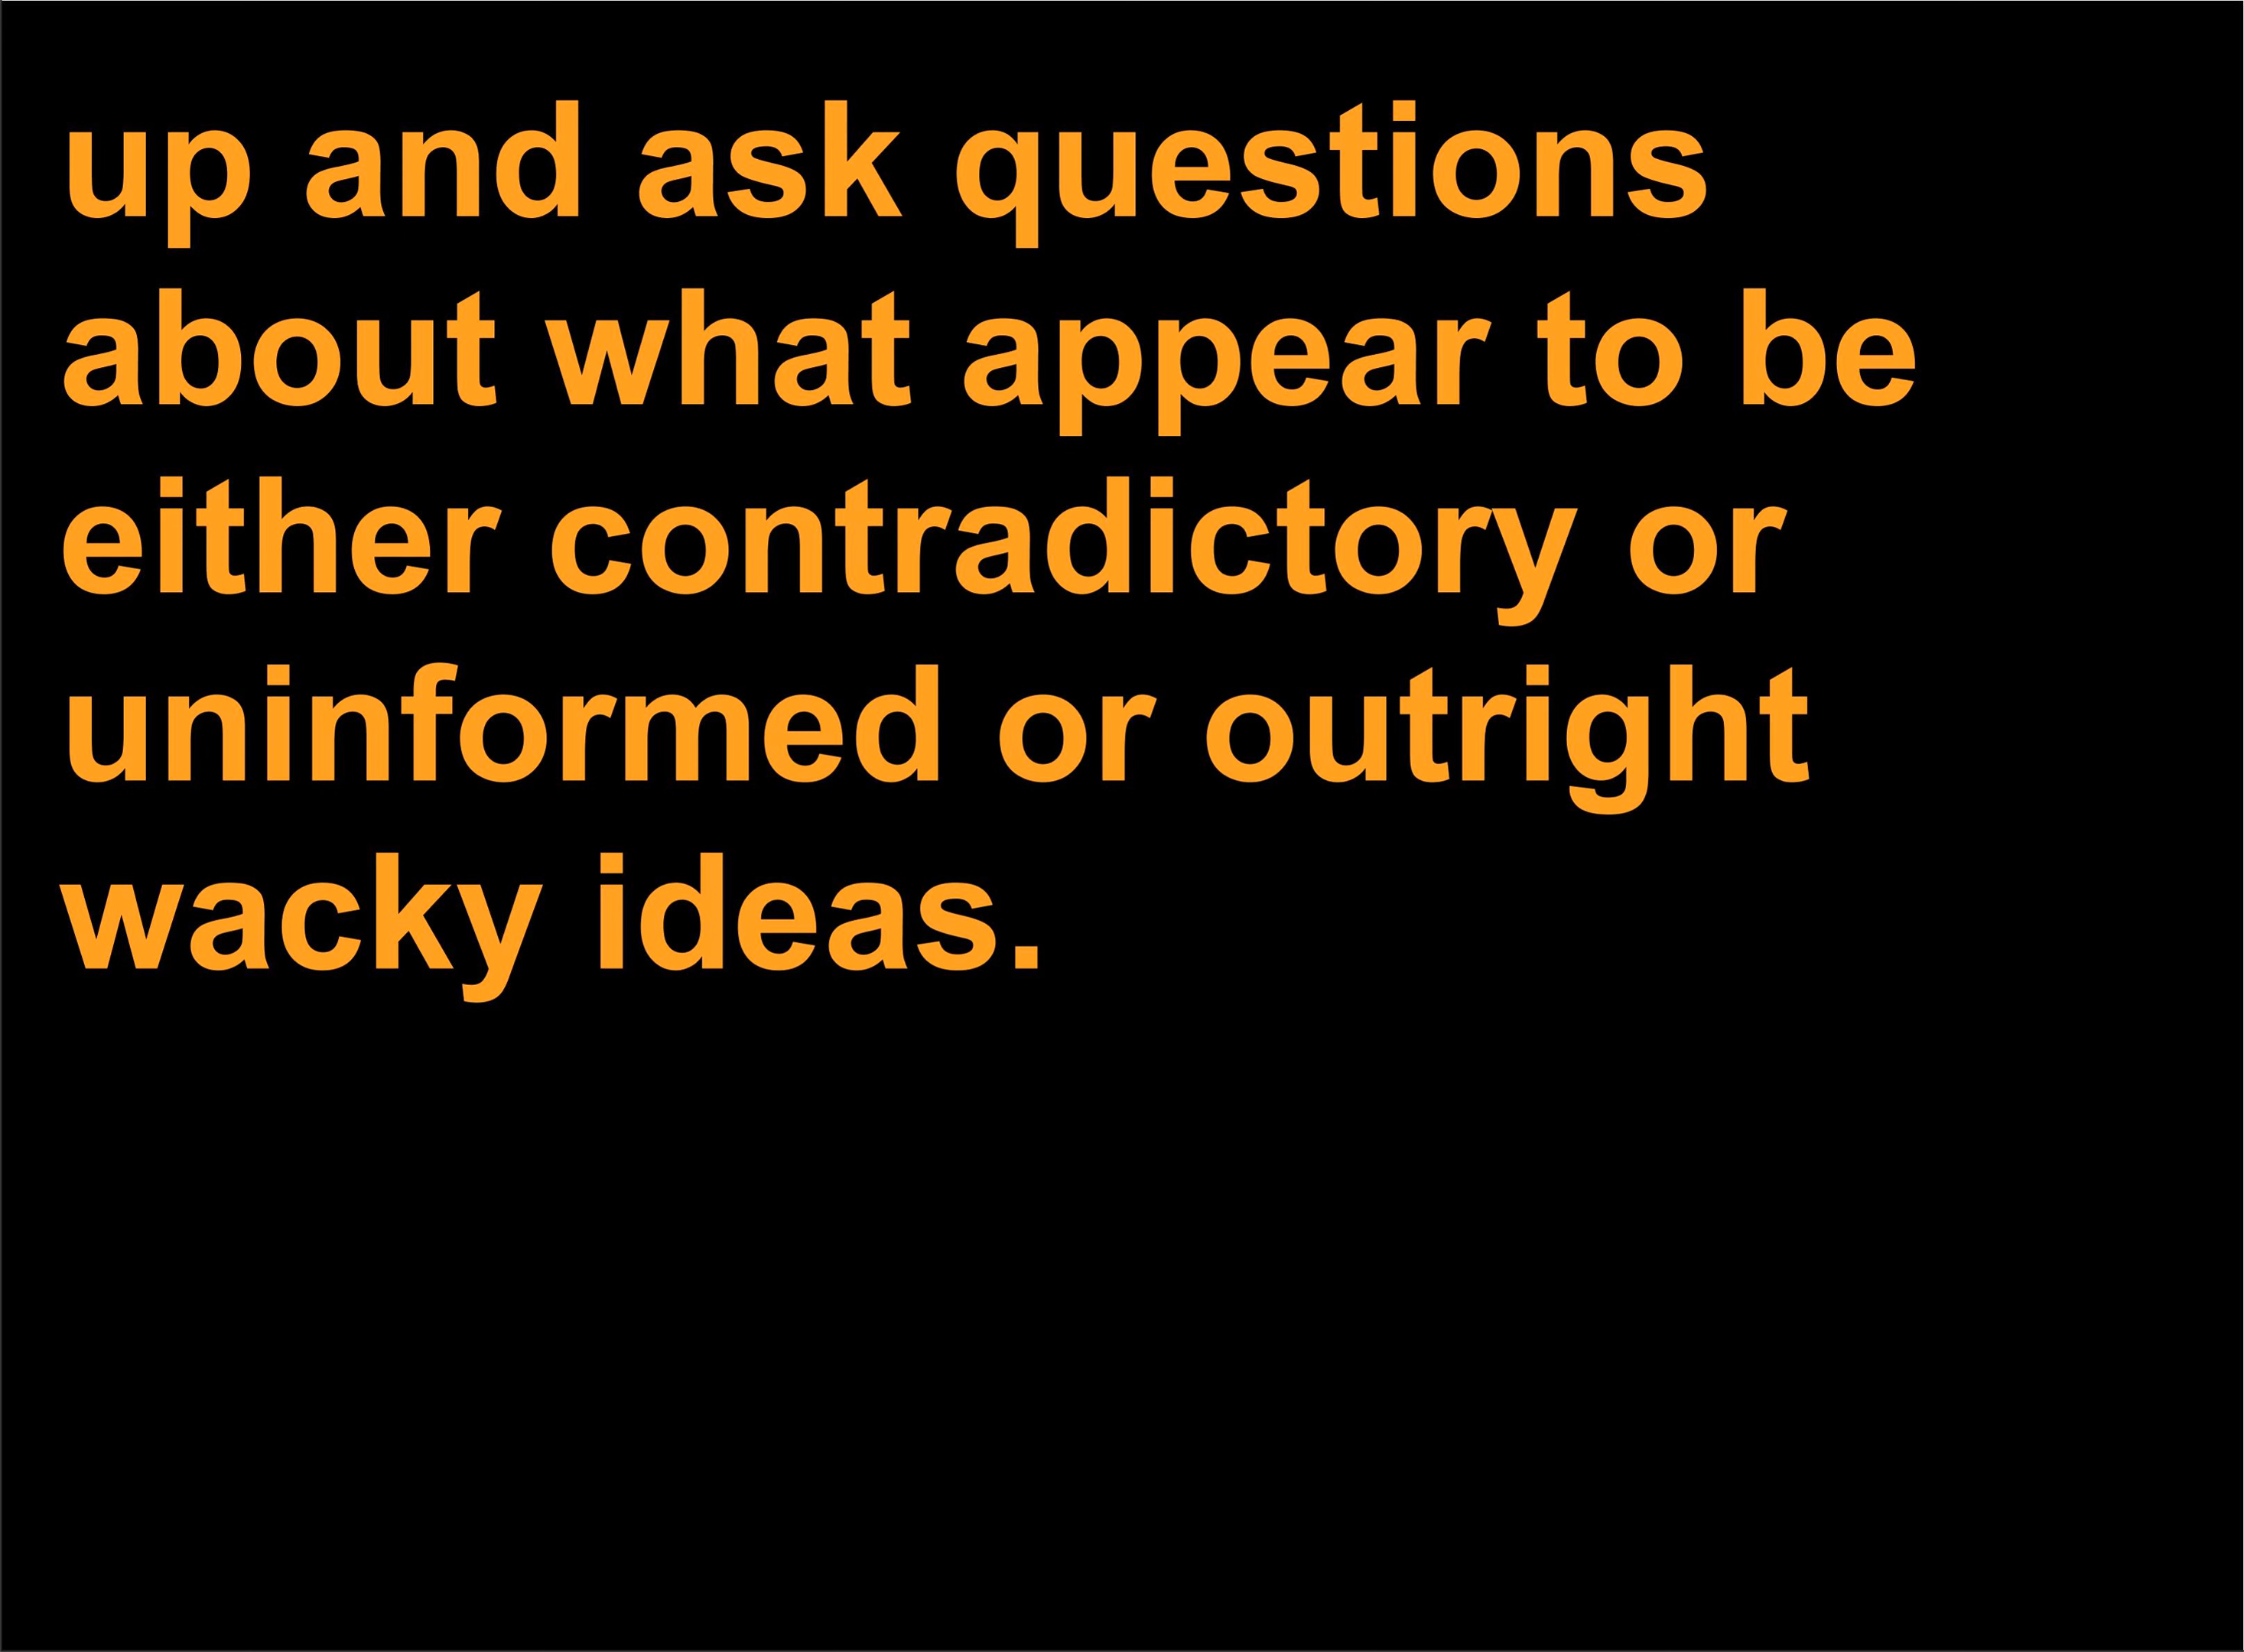 up and ask questions
about what appear to be
either contradictory or
uninformed or outright
wacky ideas.